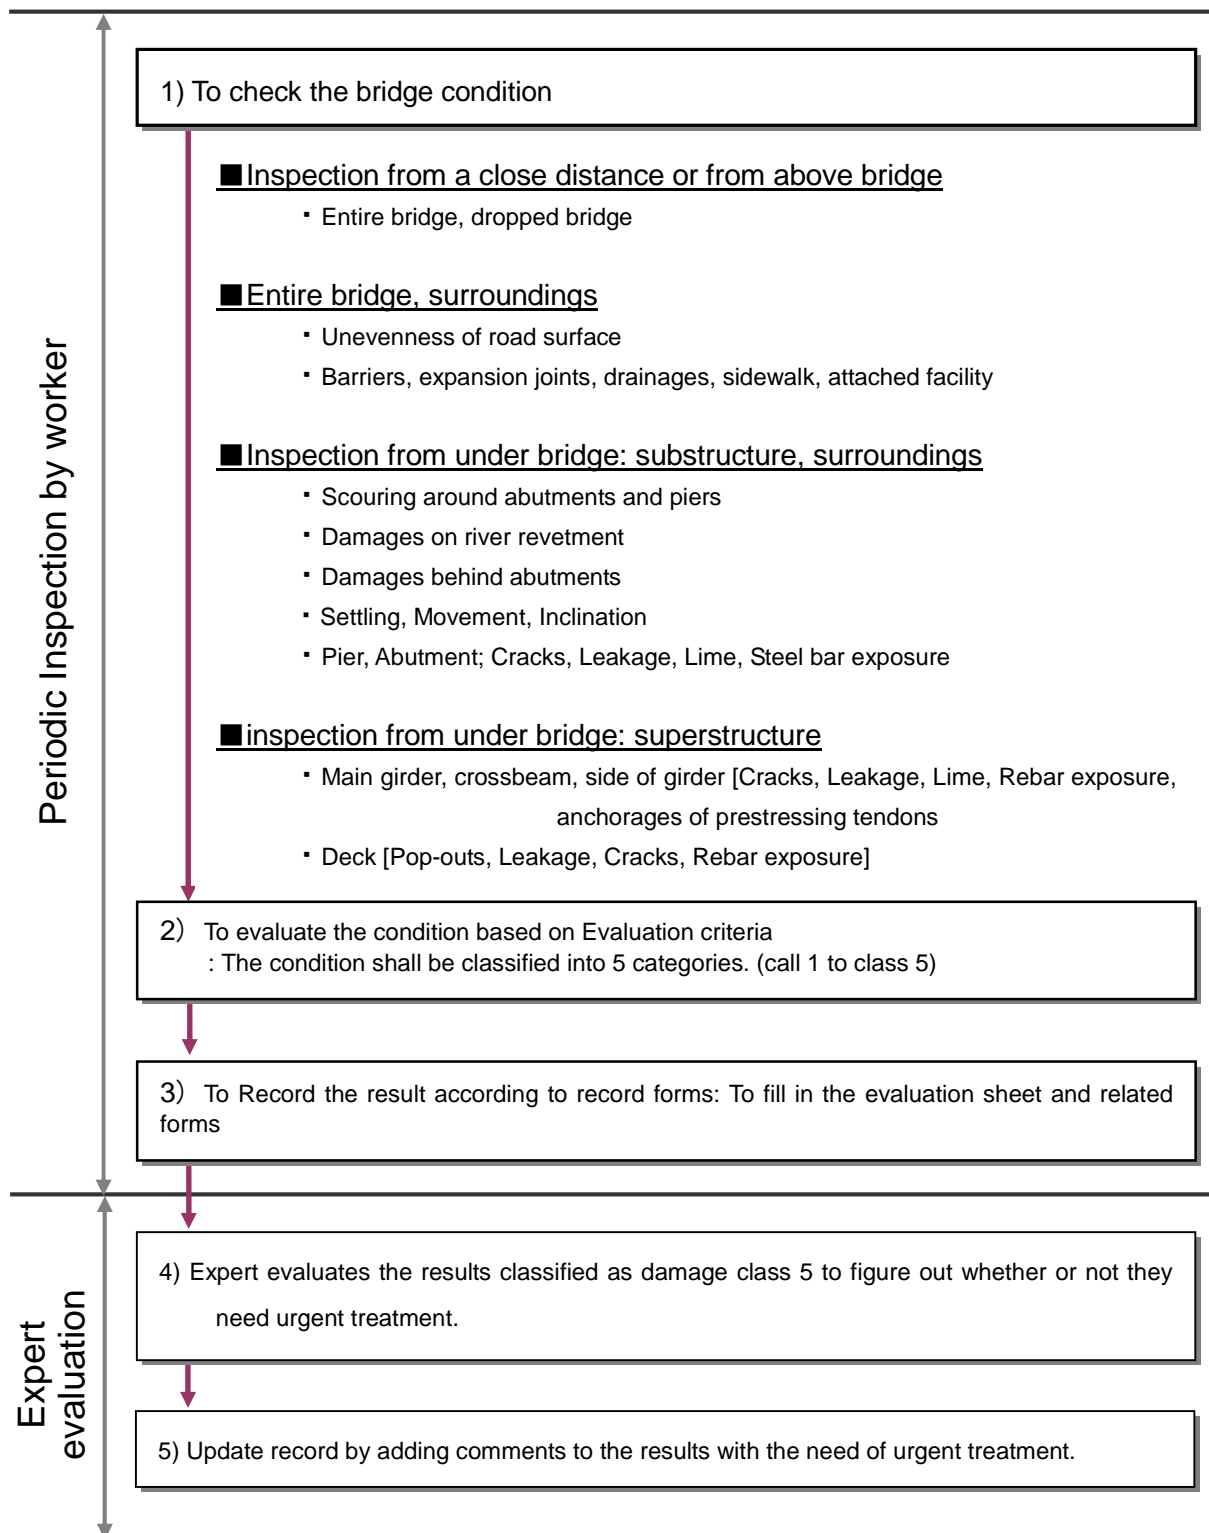 Periodic Inspection by worker
1) To check the bridge condition
■Inspection from a close distance or from above bridge
・Entire bridge, dropped bridge
■Entire bridge, surroundings
・Unevenness of road surface
・Barriers, expansion joints, drainages, sidewalk, attached facility
■Inspection from under bridge: substructure, surroundings
・Scouring around abutments and piers
・Damages on river revetment
・Damages behind abutments
・Settling, Movement, Inclination
・Pier, Abutment; Cracks, Leakage, Lime, Steel bar exposure
■inspection from under bridge: superstructure
・Main girder, crossbeam, side of girder [Cracks, Leakage, Lime, Rebar exposure,
anchorages of prestressing tendons
・Deck [Pop-outs, Leakage, Cracks, Rebar exposure]
2） To evaluate the condition based on Evaluation criteria
: The condition shall be classified into 5 categories. (call 1 to class 5)
3） To Record the result according to record forms: To fill in the evaluation sheet and related
forms
Expert
evaluation
4) Expert evaluates the results classified as damage class 5 to figure out whether or not they
need urgent treatment.
5) Update record by adding comments to the results with the need of urgent treatment.